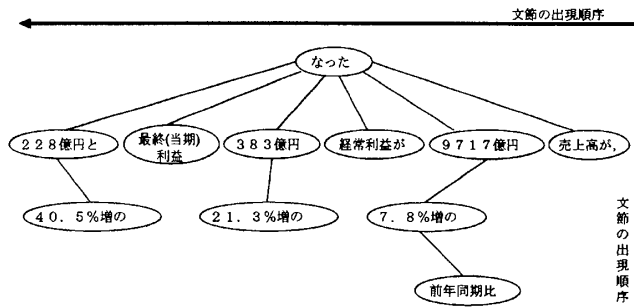 文節の出現順序
なった
228億円と
最終(当期)
利益
383億円
経常利益が
9717億円
売上高が,
40.5%増の
21.3%増の
7.8%増の
前年同期比
文節の出現順序